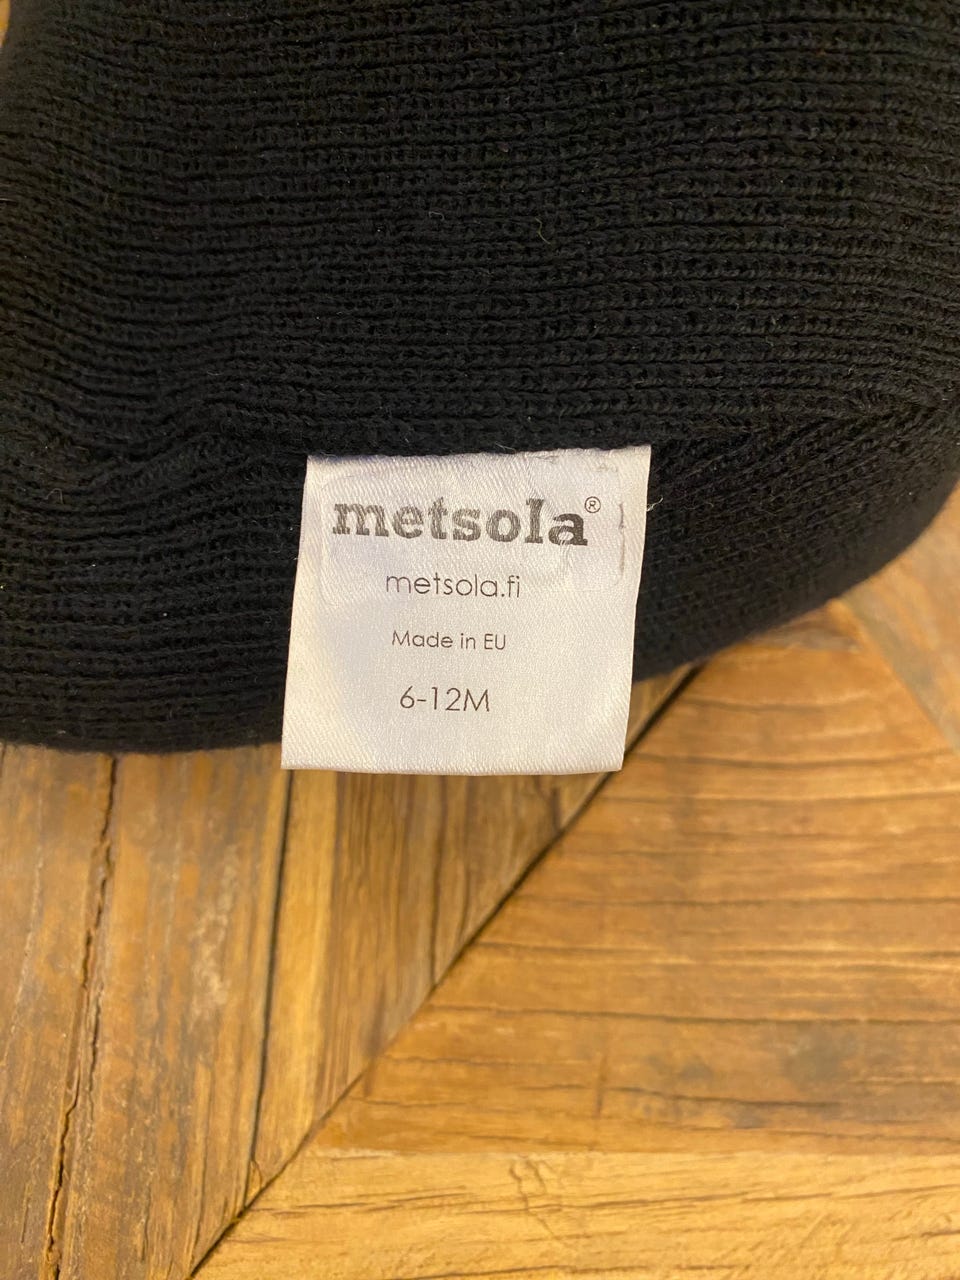 metsola®
metsola.fi
Made in EU
6-12M